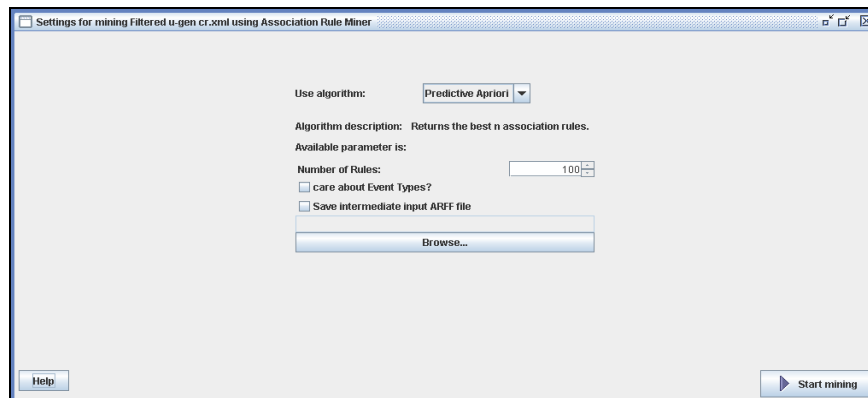 Settings for mining Filtered u-gen cr.xml using Association Rule Miner
Use algorithm: Predictive Apriori
Algorithm description: Returns the best n association rules.
Available parameter is:
Number of Rules: 100
care about Event Types?
Save intermediate input ARFF file
Browse...
Help
Start mining